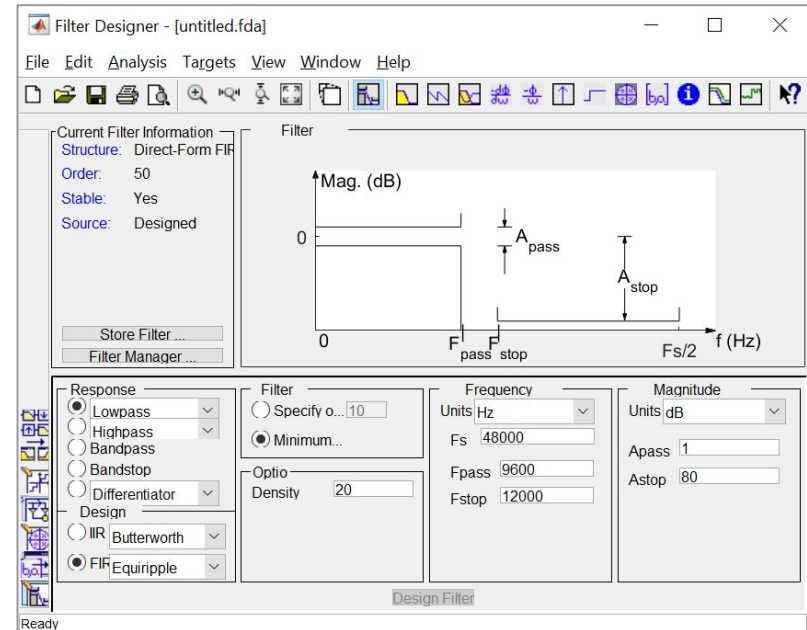 Filter Designer - [untitled.fda]
File Edit Analysis Targets View Window Help
Current Filter Information
Structure: Direct-Form FIR
Order: 50
Stable: Yes
Source: Designed
Store Filter ...
Filter Manager ...
Filter
Mag. (dB)
0
A pass
A stop
0
F pass
F stop
Fs/2
f (Hz)
Response
Lowpass
Highpass
Bandpass
Bandstop
Differentiator
Design
IIR Butterworth
FIR Equiripple
Filter
Specify o... 10
Minimum...
Optio
Density 20
Frequency
Units Hz
Fs 48000
Fpass 9600
Fstop 12000
Magnitude
Units dB
Apass 1
Astop 80
Design Filter
Ready